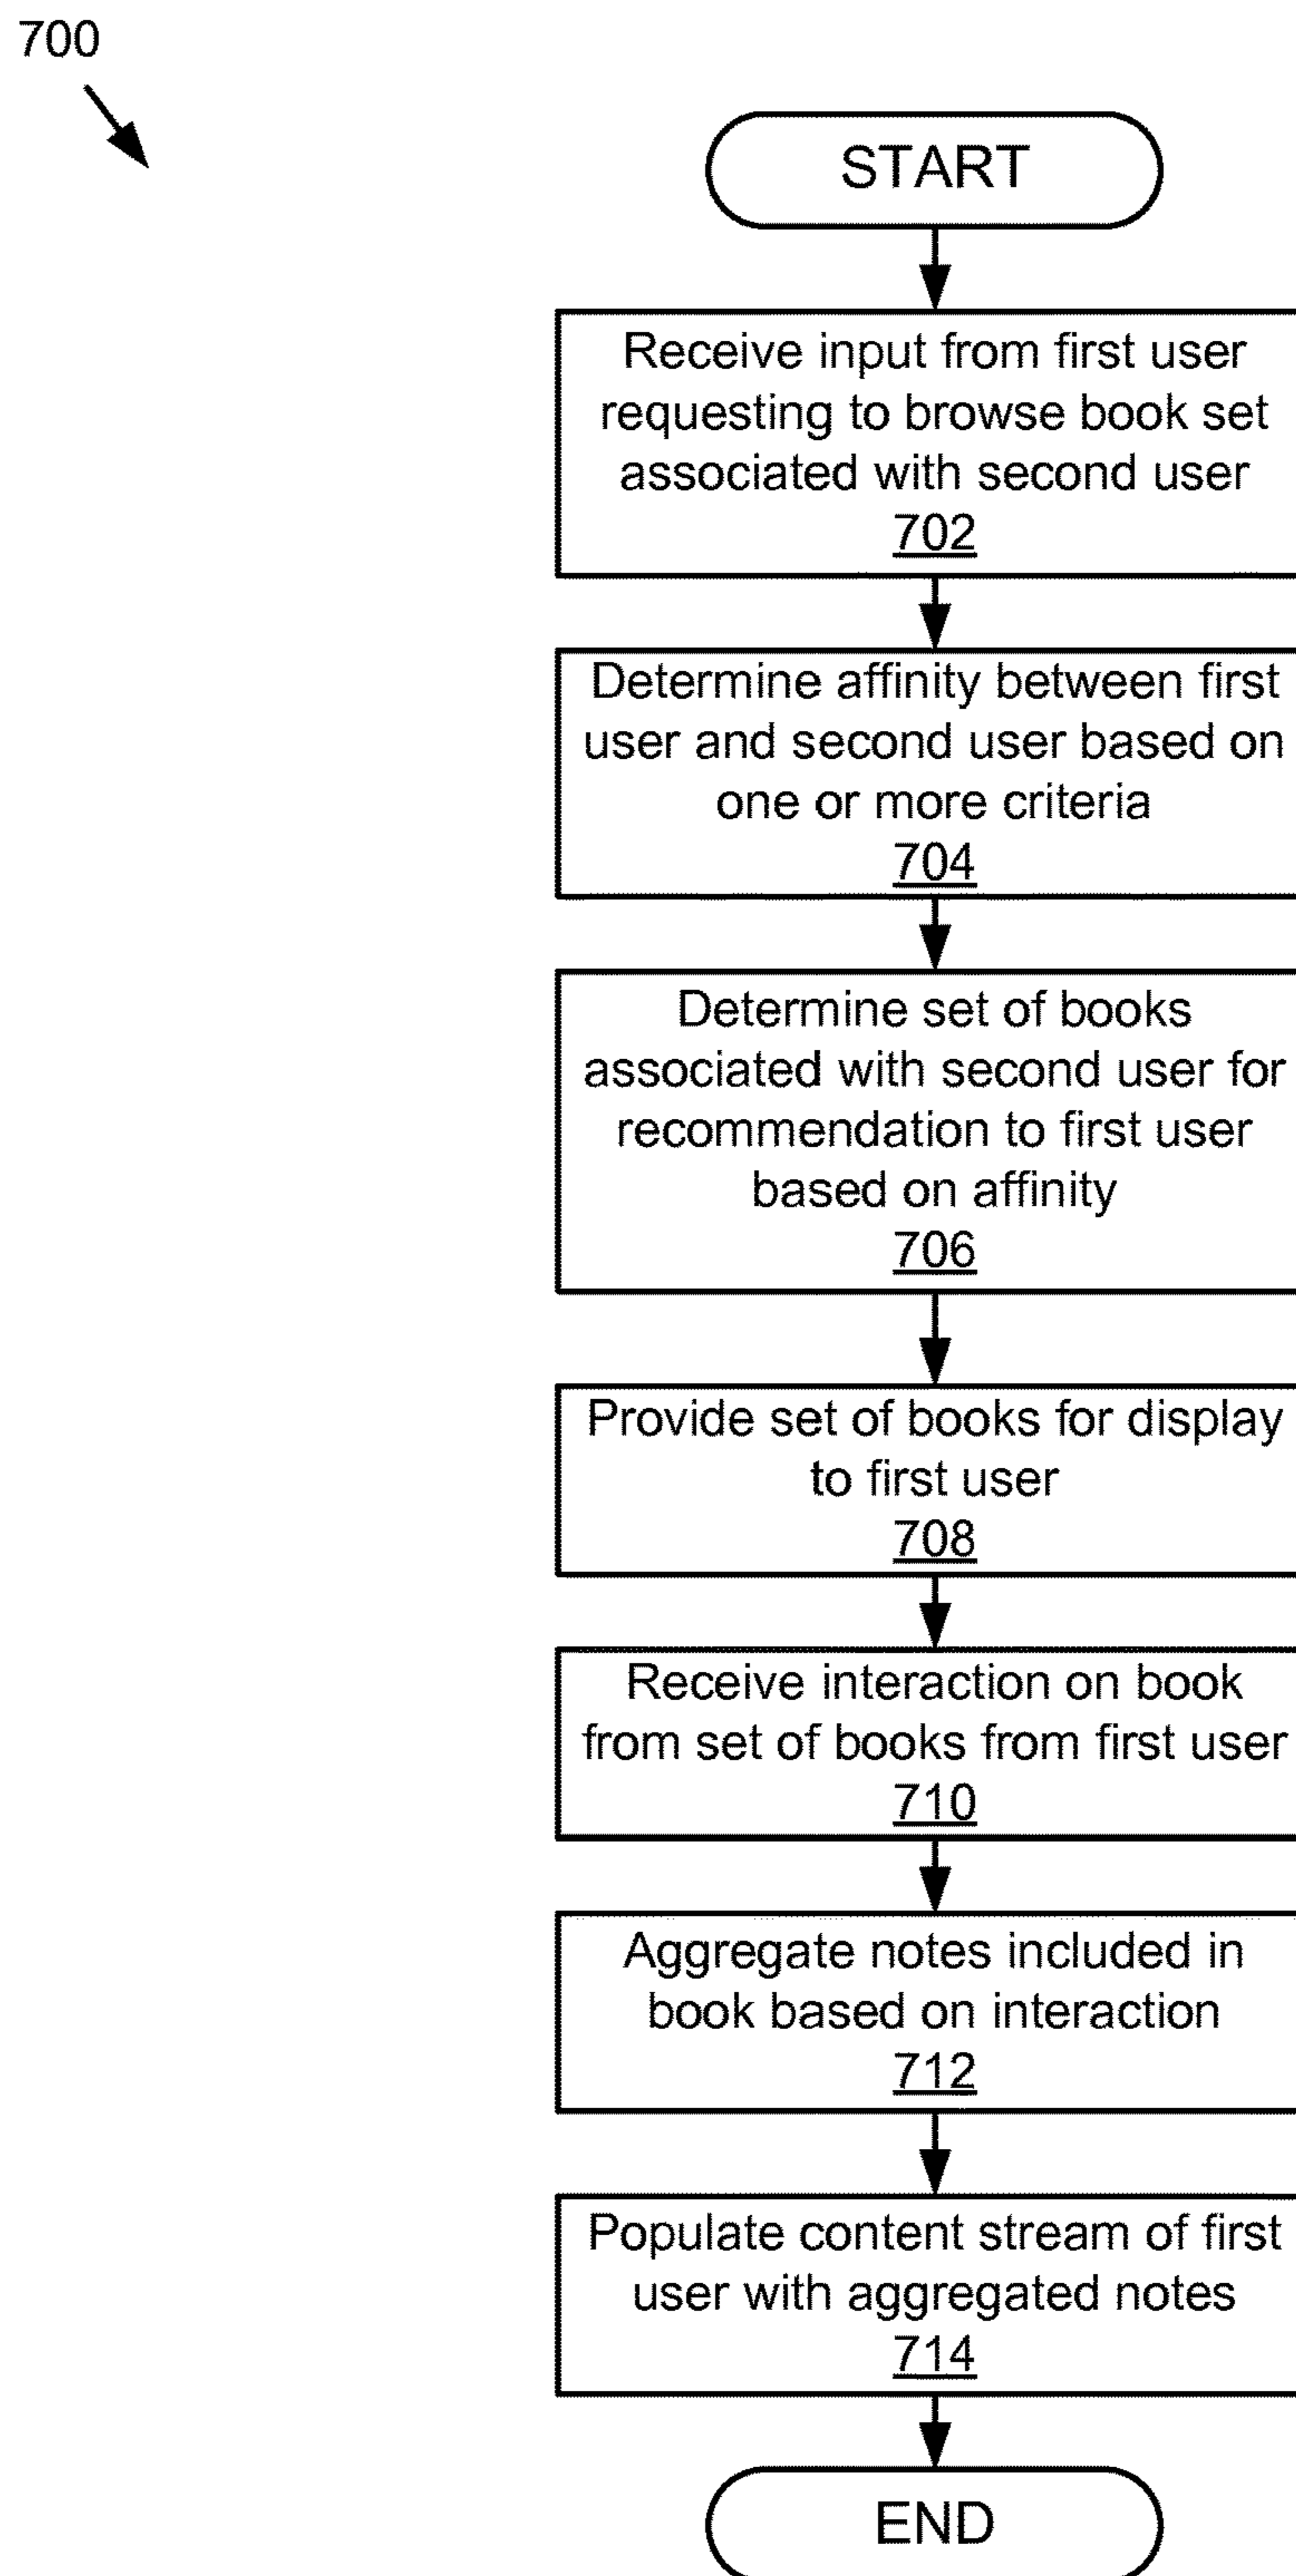 700
START
Receive input from first user
requesting to browse book set
associated with second user
702
Determine affinity between first
user and second user based on
one or more criteria
704
Determine set of books
associated with second user for
recommendation to first user
based on affinity
706
Provide set of books for display
to first user
708
Receive interaction on book
from set of books from first user
710
Aggregate notes included in
book based on interaction
712
Populate content stream of first
user with aggregated notes
714
END